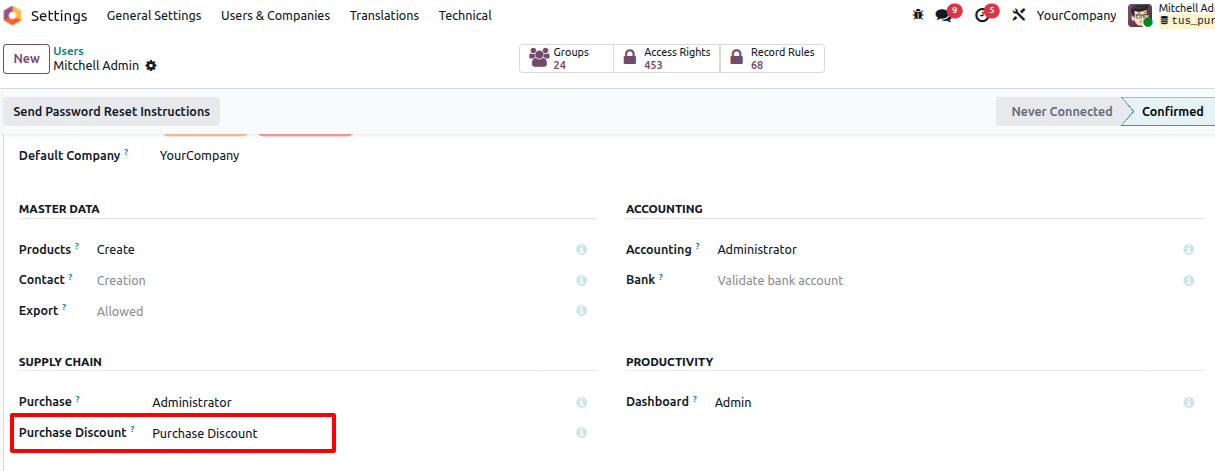 Settings General Settings Users & Companies Translations Technical 9 5 YourCompany Mitchell Ad
tus_pur
New Users
Mitchell Admin
Groups 24 Access Rights 453 Record Rules 68
Send Password Reset Instructions Never Connected Confirmed
Default Company ? YourCompany
MASTER DATA
Products ? Create
Contact ? Creation
Export ? Allowed
ACCOUNTING
Accounting ? Administrator
Bank ? Validate bank account
SUPPLY CHAIN
Purchase ? Administrator
Purchase Discount ? Purchase Discount
PRODUCTIVITY
Dashboard ? Admin